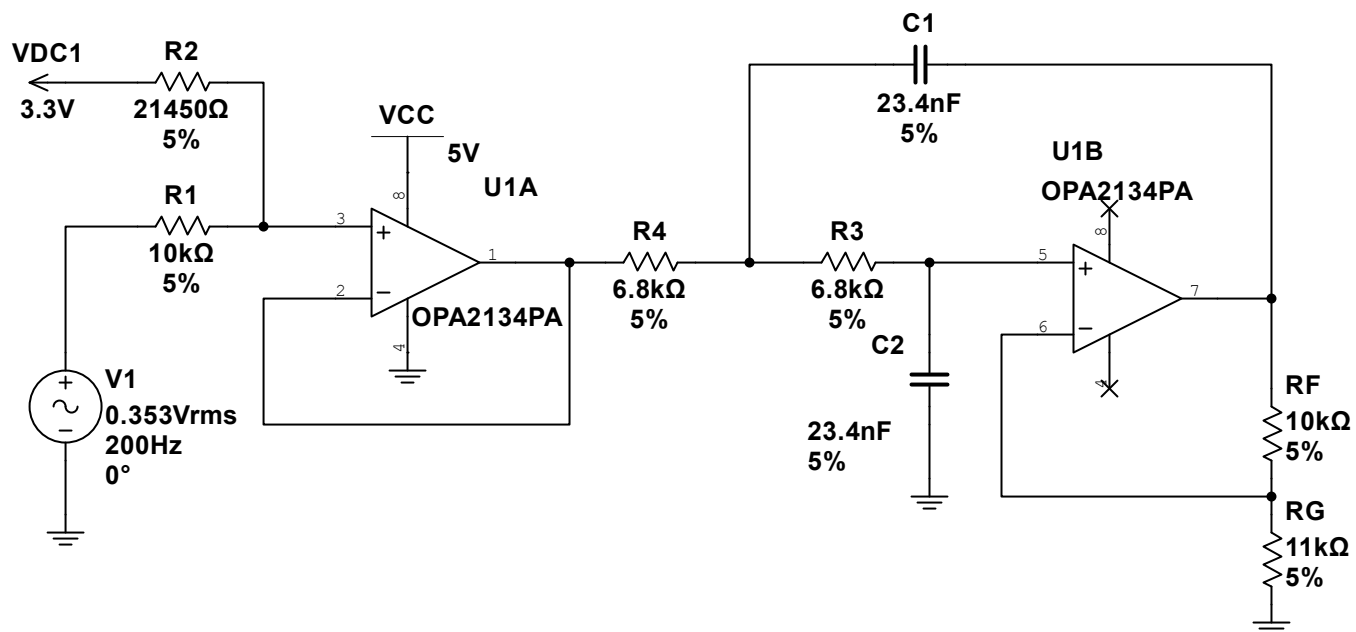 VDC1
3.3V
R2
21450Ω
5%
R1
10kΩ
5%
VCC
5V
U1A
8
3
1
2
4
OPA2134PA
V1
0.353Vrms
200Hz
0°
R4
6.8kΩ
5%
R3
6.8kΩ
5%
C1
23.4nF
5%
C2
23.4nF
5%
U1B
OPA2134PA
8
5
7
6
4
RF
10kΩ
5%
RG
11kΩ
5%